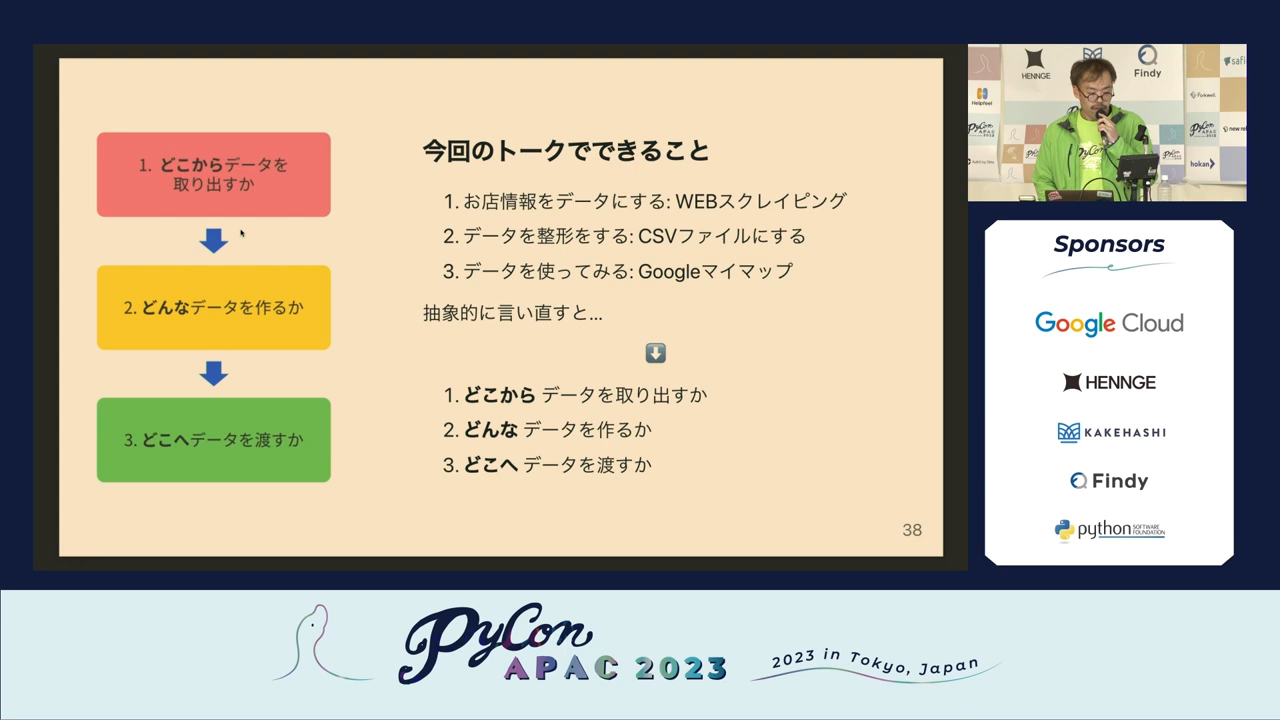 1. どこからデータを
取り出すか
2. どんなデータを作るか
3. どこへデータを渡すか
今回のトークでできること
1. お店情報をデータにする: WEBスクレイピング
2. データを整形をする: CSVファイルにする
3. データを使ってみる: Googleマイマップ
抽象的に言い直すと...
1. どこから データを取り出すか
2. どんな データを作るか
3. どこへ データを渡すか
38
HENNGE
Findy
Helpfeel
Forkwell
PyCon
APAC
hokan
Sponsors
Google Cloud
HENNGE
KAKEHASHI
Findy
python SOFTWARE
FOUNDATION
PyCon
APAC 2023
2023 in Tokyo, Japan